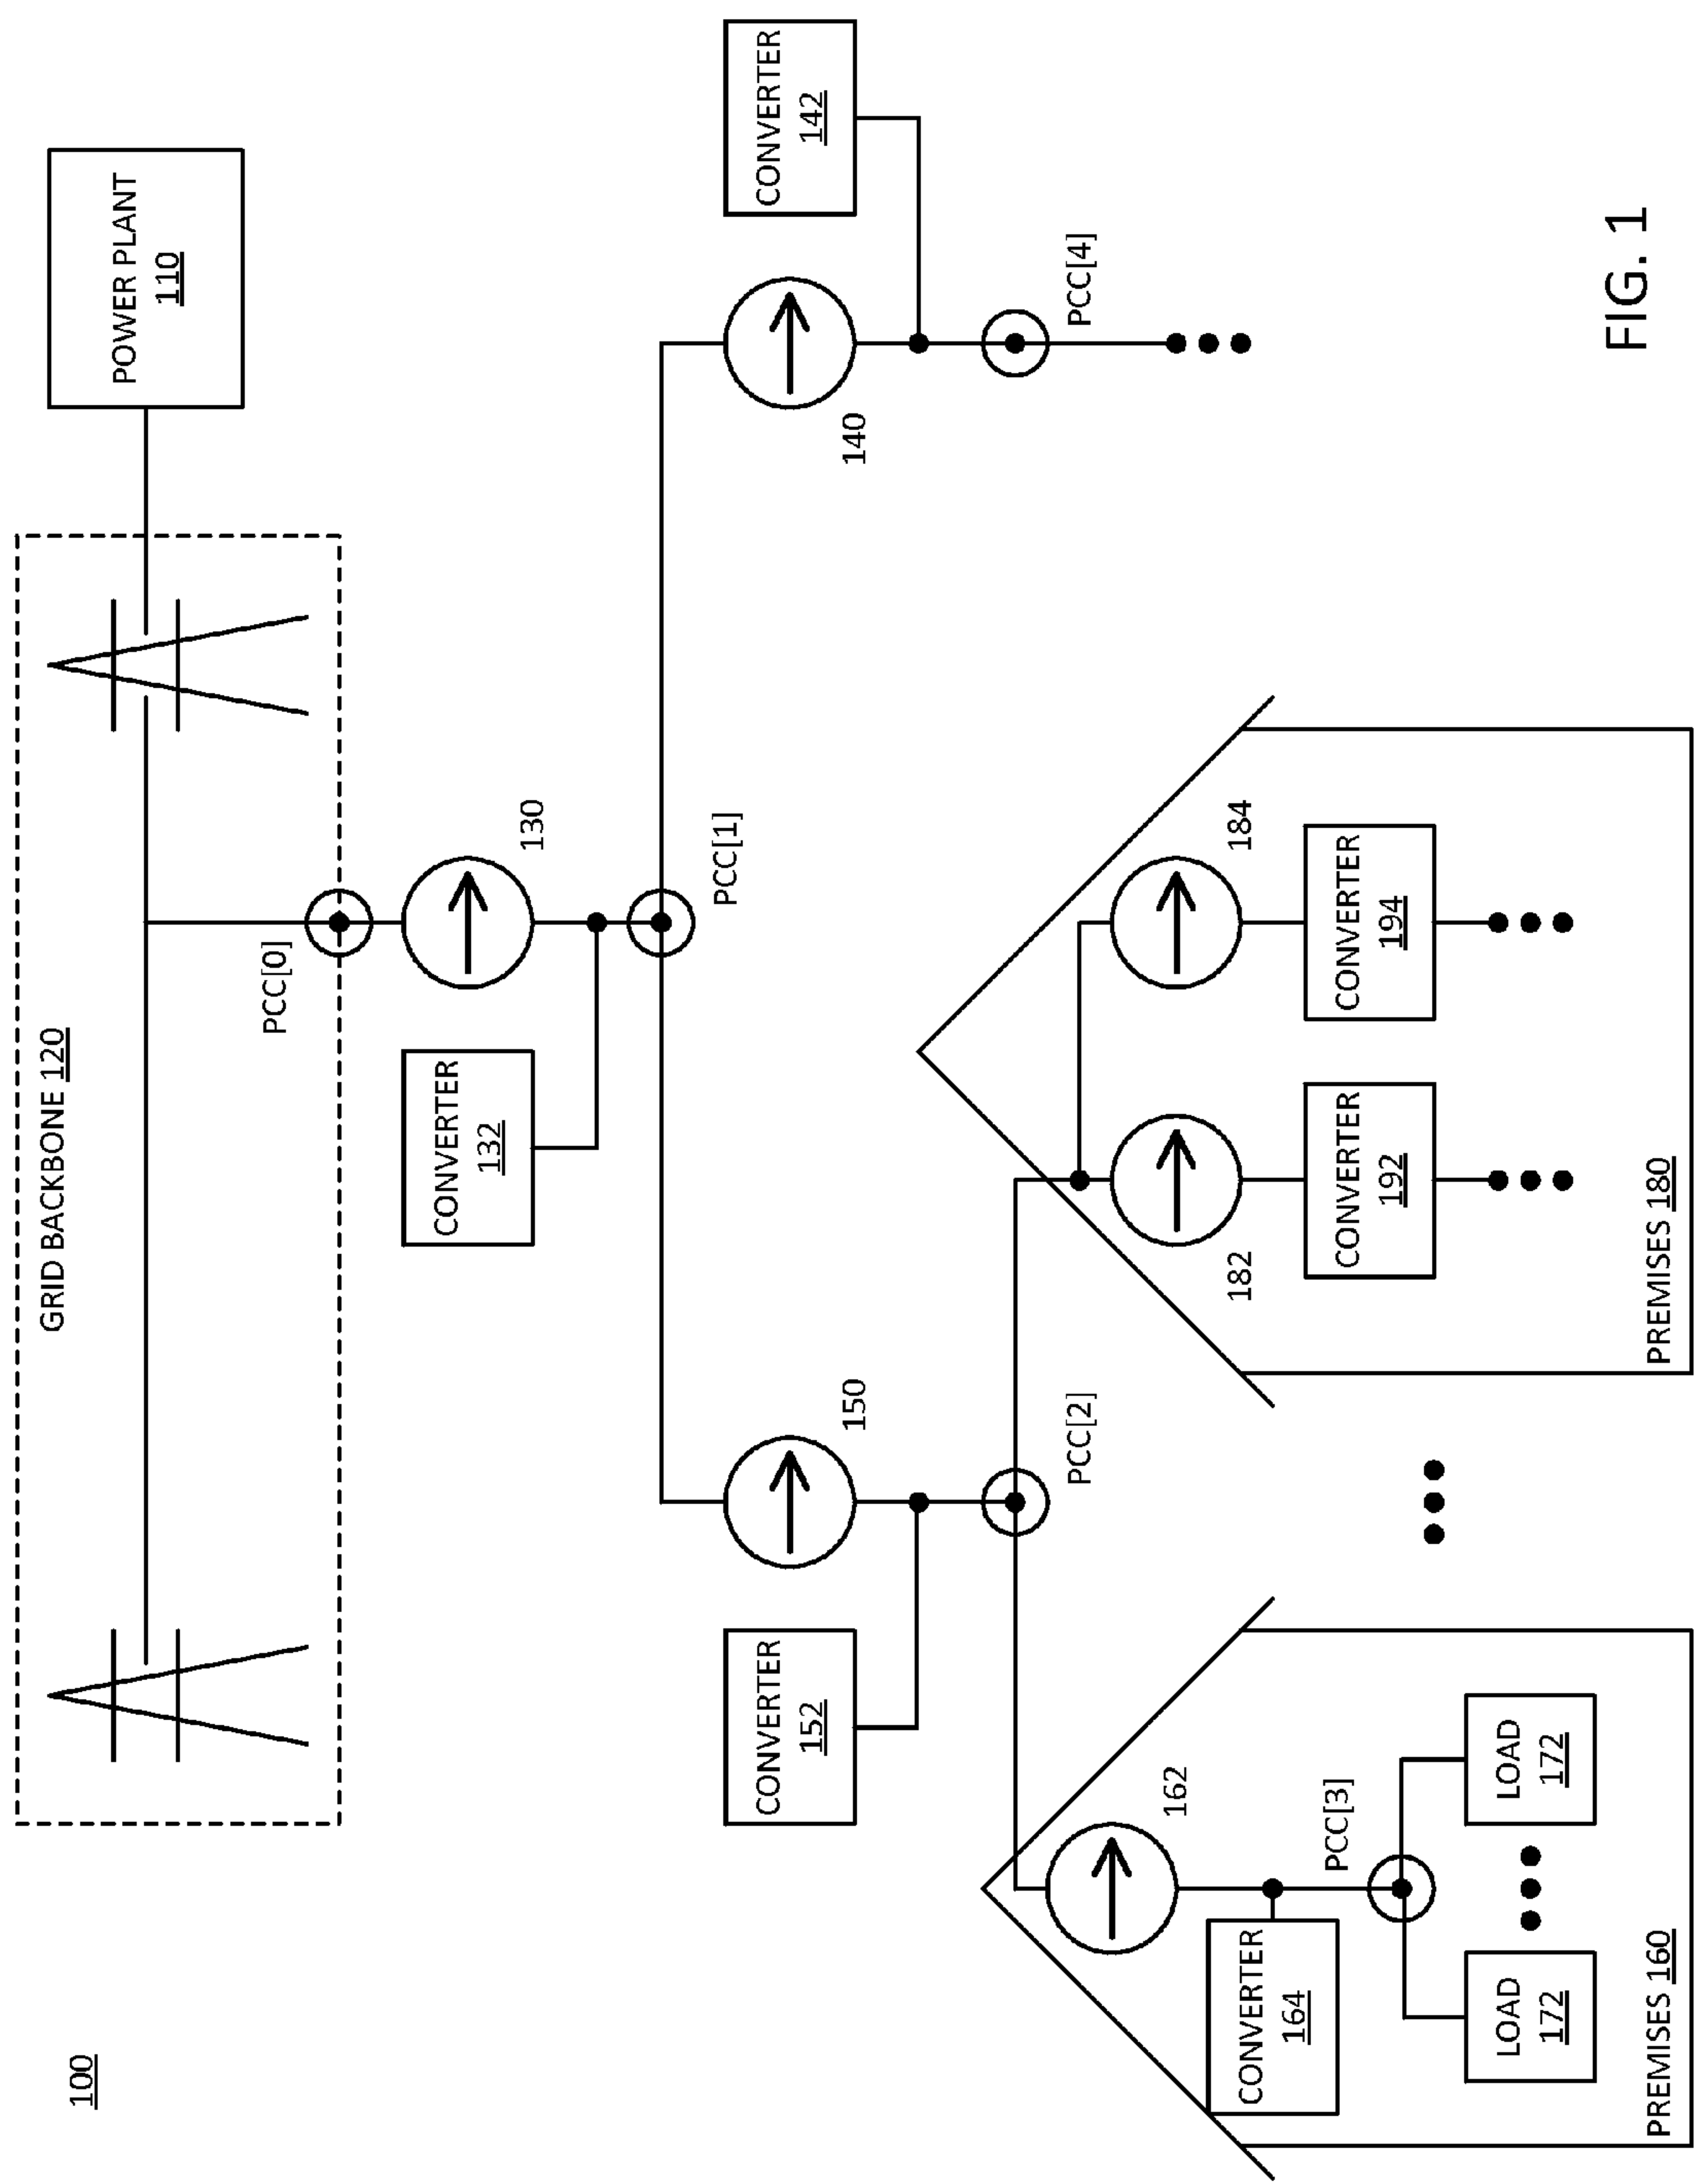 100
GRID BACKBONE 120
POWER PLANT
110
PCC[0]
130
CONVERTER
132
PCC[1]
CONVERTER
152
150
140
CONVERTER
142
PCC[2]
PCC[4]
162
CONVERTER
164
PCC[3]
LOAD
172
LOAD
172
PREMISES 160
182
184
CONVERTER
192
CONVERTER
194
PREMISES 180
FIG. 1